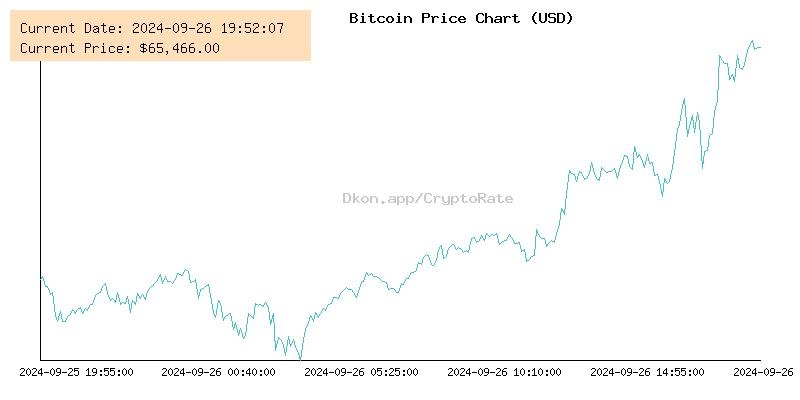 Bitcoin Price Chart (USD)
Current Date: 2024-09-26 19:52:07
Current Price: $65,466.00
Dkon.app/CryptoRate
2024-09-25 19:55:00 2024-09-26 00:40:00 2024-09-26 05:25:00 2024-09-26 10:10:00 2024-09-26 14:55:00 2024-09-26